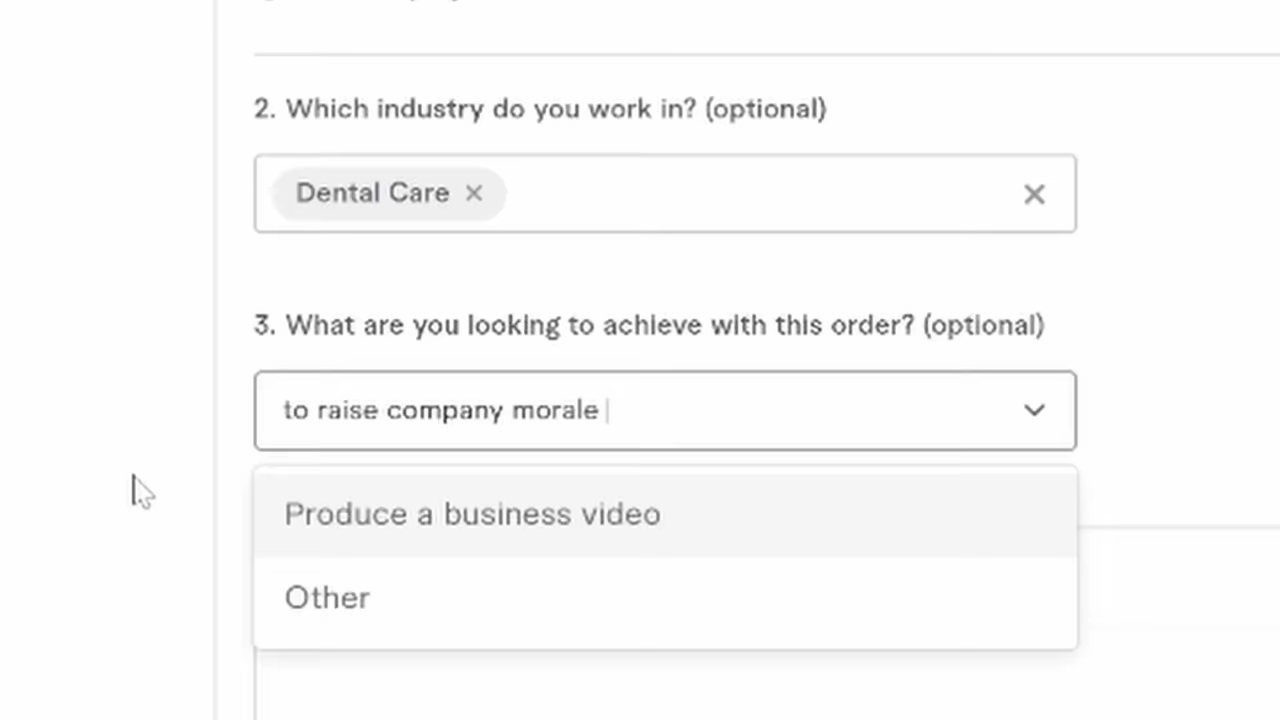 2. Which industry do you work in? (optional)
Dental Care
3. What are you looking to achieve with this order? (optional)
to raise company morale
Produce a business video
Other